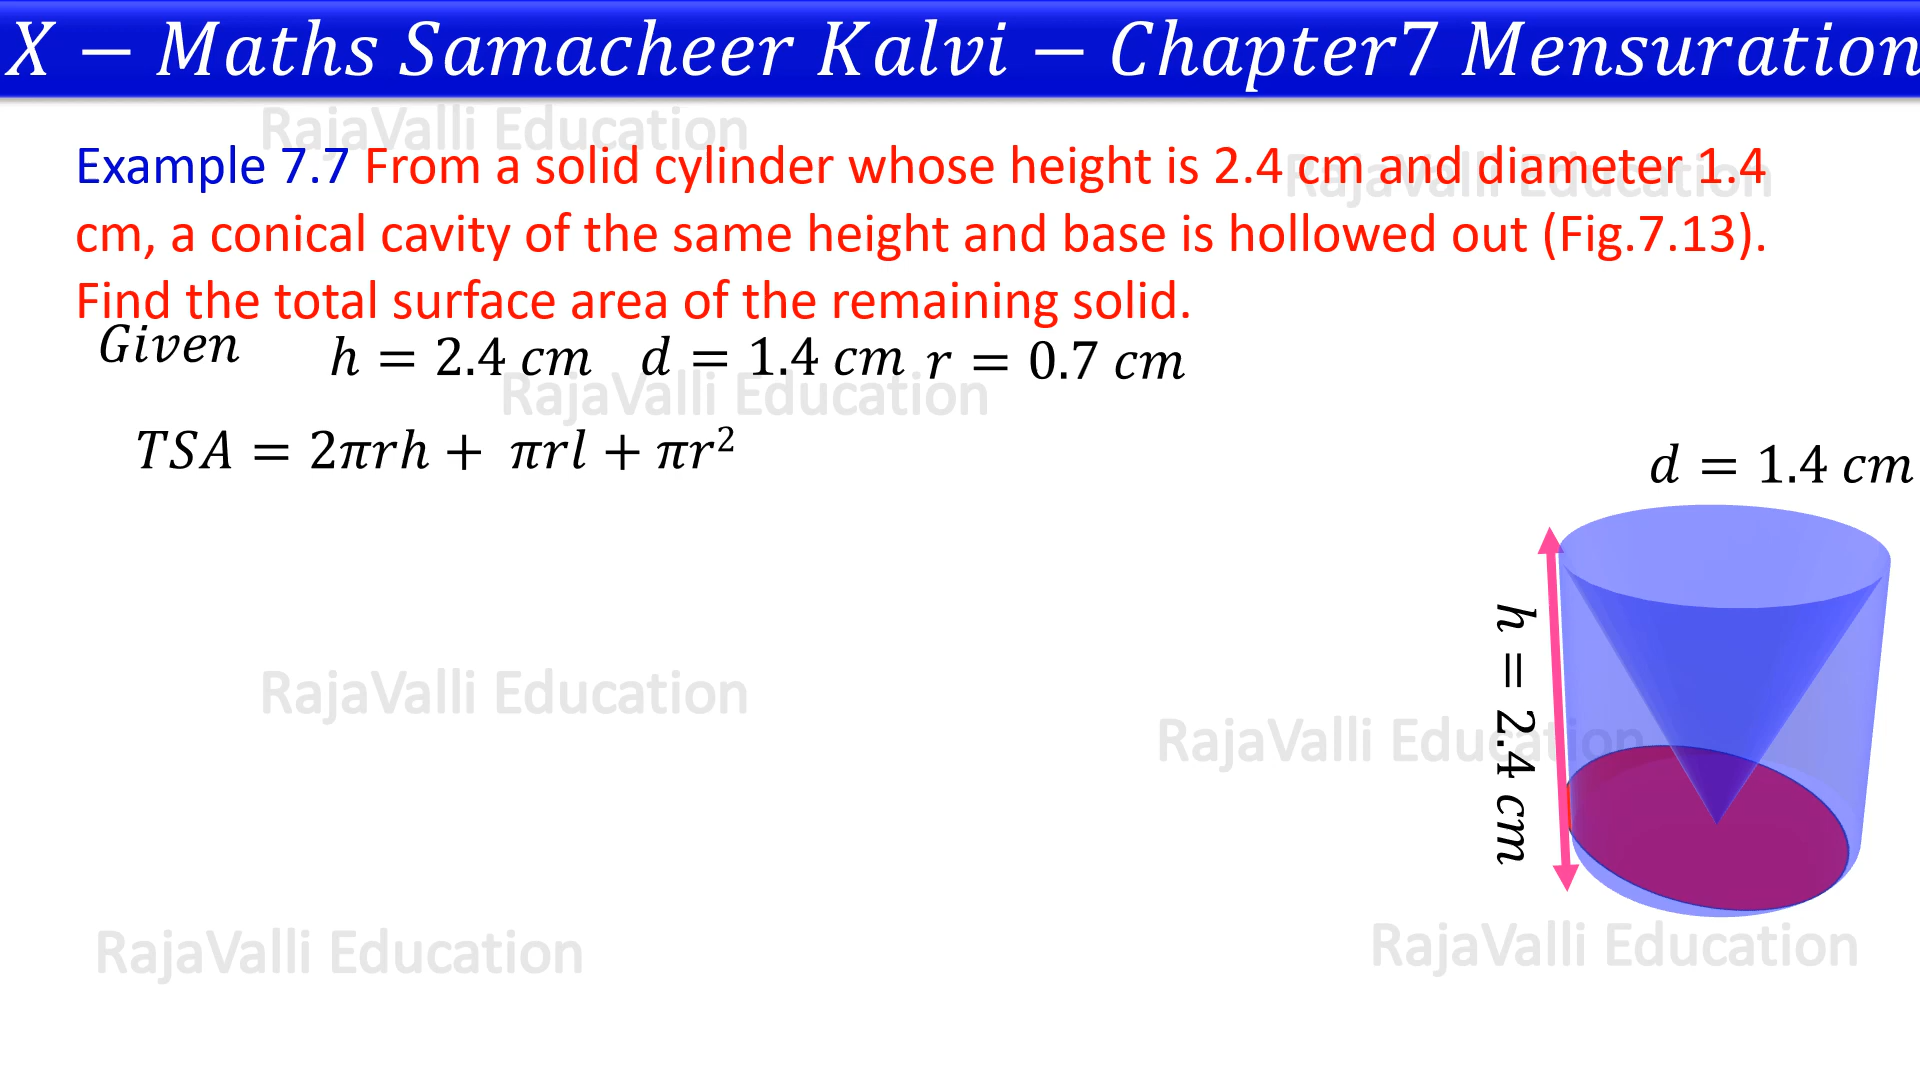 X − Maths Samacheer Kalvi − Chapter7 Mensuration
RajaValli Education
Example 7.7 From a solid cylinder whose height is 2.4 cm and diameter 1.4
RajaValli Education
cm, a conical cavity of the same height and base is hollowed out (Fig.7.13).
Find the total surface area of the remaining solid.
Given h = 2.4 cm d = 1.4 cm r = 0.7 cm
RajaValli Education
TSA = 2πrh + πrl + πr²
d = 1.4 cm
h = 2.4 cm
RajaValli Education
RajaValli Education
RajaValli Education
RajaValli Education